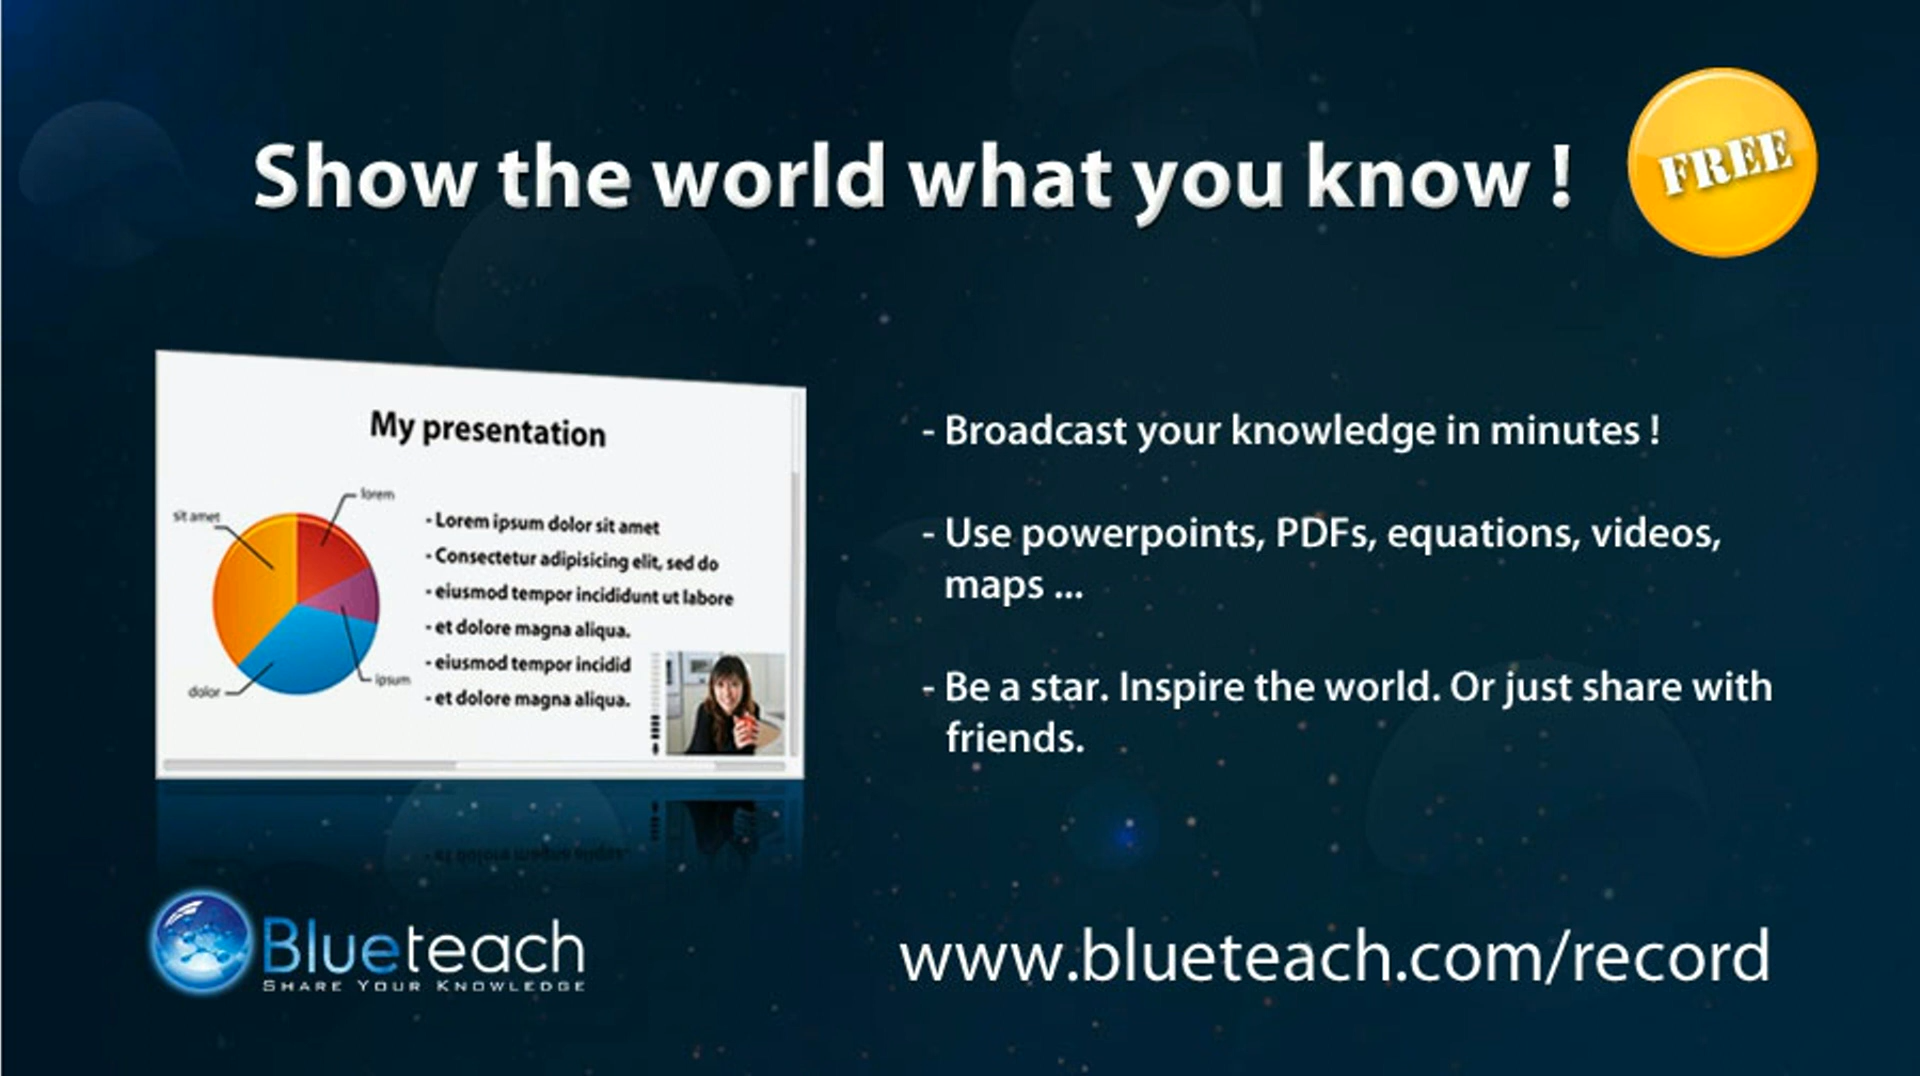 Show the world what you know !
FREE
My presentation
lorem
sit amet
ipsum
dolor
- Lorem ipsum dolor sit amet
- Consectetur adipisicing elit, sed do
- eiusmod tempor incididunt ut labore
- et dolore magna aliqua.
- eiusmod tempor incidid
- et dolore magna aliqua.
- Broadcast your knowledge in minutes !
- Use powerpoints, PDFs, equations, videos,
maps ...
- Be a star. Inspire the world. Or just share with
friends.
Blueteach
SHARE YOUR KNOWLEDGE
www.blueteach.com/record